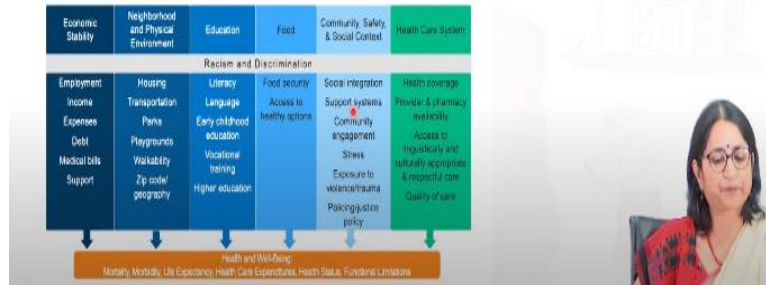 Economic
Stability
Neighborhood
and Physical
Environment
Education
Food
Community, Safety,
& Social Context
Health Care System
Racism and Discrimination
Employment
Income
Expenses
Debt
Medical bills
Support
Housing
Transportation
Parks
Playgrounds
Walkability
Zip code/
geography
Literacy
Language
Early childhood
education
Vocational
training
Higher education
Food security
Access to
healthy options
Social integration
Support systems
Community
engagement
Stress
Exposure to
violence/trauma
Policing/justice
policy
Health coverage
Provider & pharmacy
availability
Access to
linguistically and
culturally appropriate
& respectful care
Quality of care
Health and Well-Being:
Mortality, Morbidity, Life Expectancy, Health Care Expenditures, Health Status, Functional Limitations